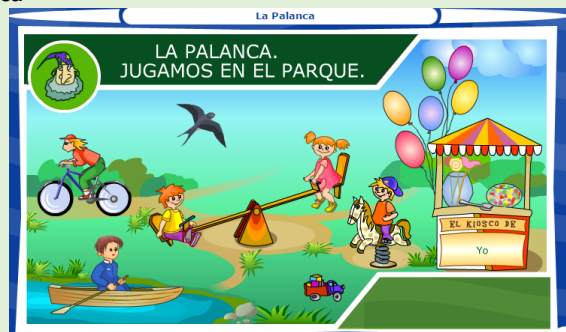 La Palanca
LA PALANCA.
JUGAMOS EN EL PARQUE.
EL KIOSCO DE
Yo